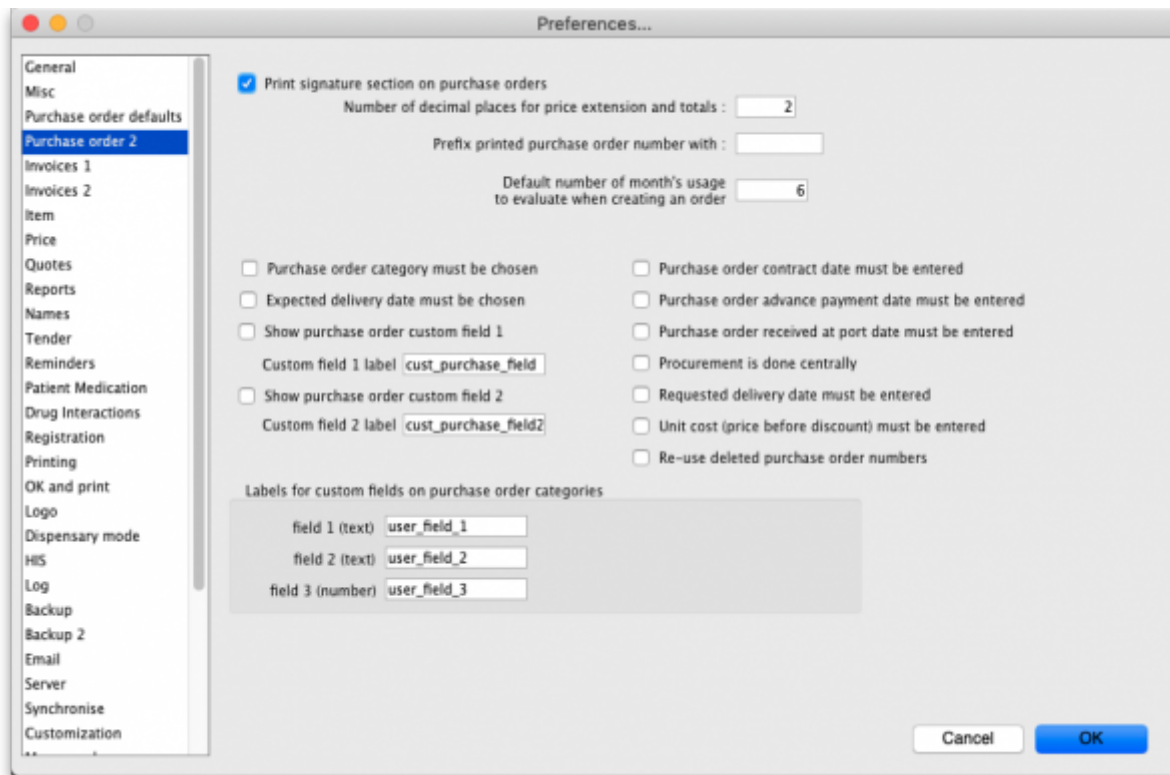 Preferences...
General
Misc
Purchase order defaults
Purchase order 2
Invoices 1
Invoices 2
Item
Price
Quotes
Reports
Names
Tender
Reminders
Patient Medication
Drug Interactions
Registration
Printing
OK and print
Logo
Dispensary mode
HIS
Log
Backup
Backup 2
Email
Server
Synchronise
Customization
Print signature section on purchase orders
Number of decimal places for price extension and totals : 2
Prefix printed purchase order number with :
Default number of month's usage
to evaluate when creating an order 6
Purchase order category must be chosen
Expected delivery date must be chosen
Show purchase order custom field 1
Custom field 1 label cust_purchase_field
Show purchase order custom field 2
Custom field 2 label cust_purchase_field2
Purchase order contract date must be entered
Purchase order advance payment date must be entered
Purchase order received at port date must be entered
Procurement is done centrally
Requested delivery date must be entered
Unit cost (price before discount) must be entered
Re-use deleted purchase order numbers
Labels for custom fields on purchase order categories
field 1 (text) user_field_1
field 2 (text) user_field_2
field 3 (number) user_field_3
Cancel
OK